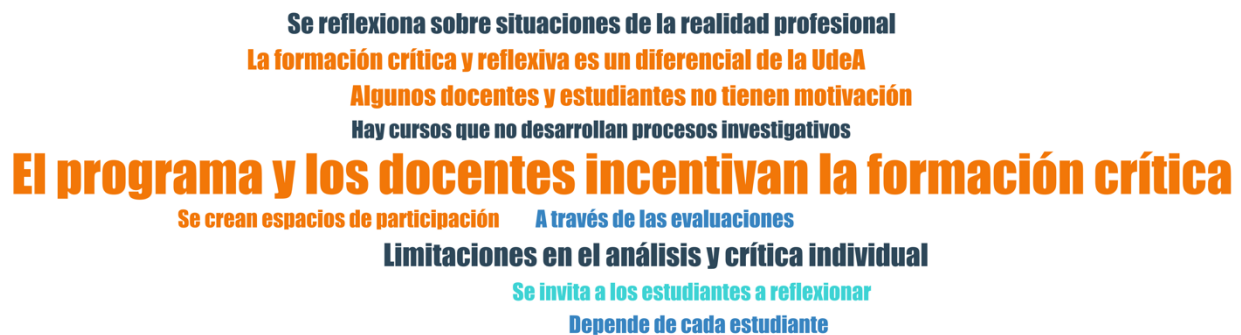 Se reflexiona sobre situaciones de la realidad profesional
La formación crítica y reflexiva es un diferencial de la UdeA
Algunos docentes y estudiantes no tienen motivación
Hay cursos que no desarrollan procesos investigativos
El programa y los docentes incentivan la formación crítica
Se crean espacios de participación A través de las evaluaciones
Limitaciones en el análisis y crítica individual
Se invita a los estudiantes a reflexionar
Depende de cada estudiante